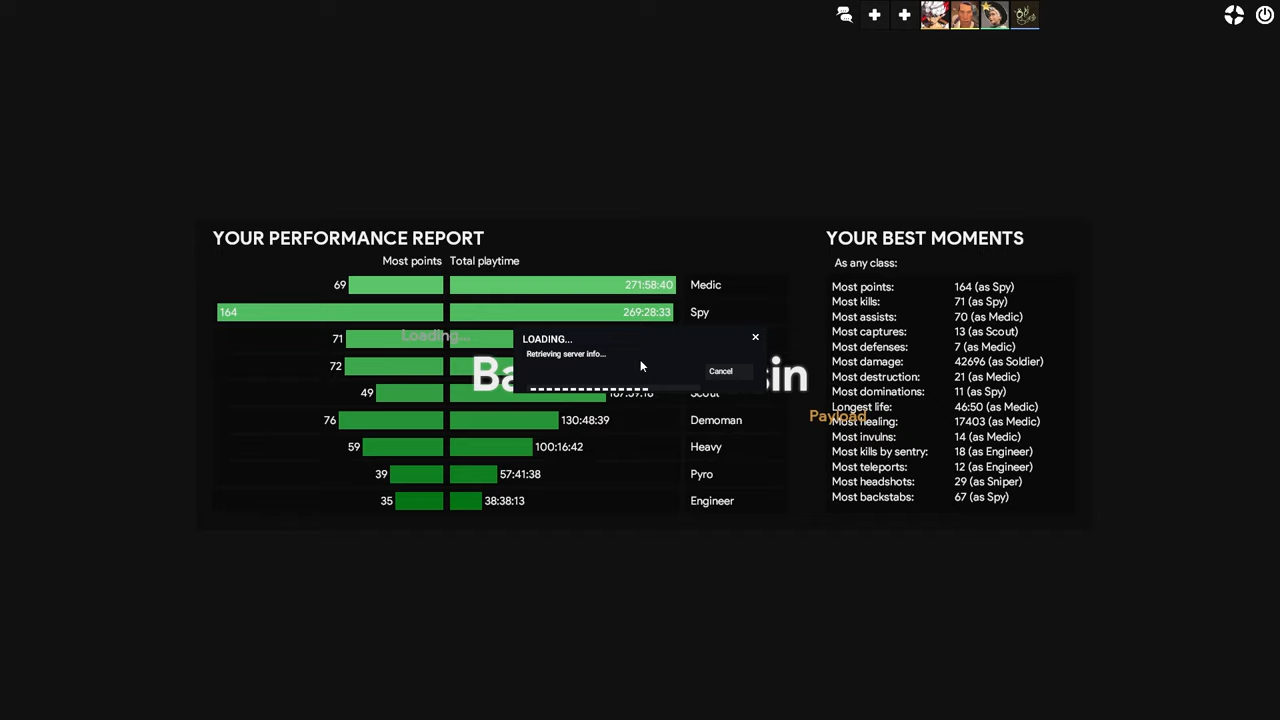 YOUR PERFORMANCE REPORT
Most points Total playtime
69 271:58:40 Medic
164 269:28:33 Spy
71
72
49 Scout
76 130:48:39 Demoman
59 100:16:42 Heavy
39 57:41:38 Pyro
35 38:38:13 Engineer
Loading...
LOADING...
Retrieving server info...
Cancel
Payload
YOUR BEST MOMENTS
As any class:
Most points: 164 (as Spy)
Most kills: 71 (as Spy)
Most assists: 70 (as Medic)
Most captures: 13 (as Scout)
Most defenses: 7 (as Medic)
Most damage: 42696 (as Soldier)
Most destruction: 21 (as Medic)
Most dominations: 11 (as Spy)
Longest life: 46:50 (as Medic)
Most healing: 17403 (as Medic)
Most invulns: 14 (as Medic)
Most kills by sentry: 18 (as Engineer)
Most teleports: 12 (as Engineer)
Most headshots: 29 (as Sniper)
Most backstabs: 67 (as Spy)